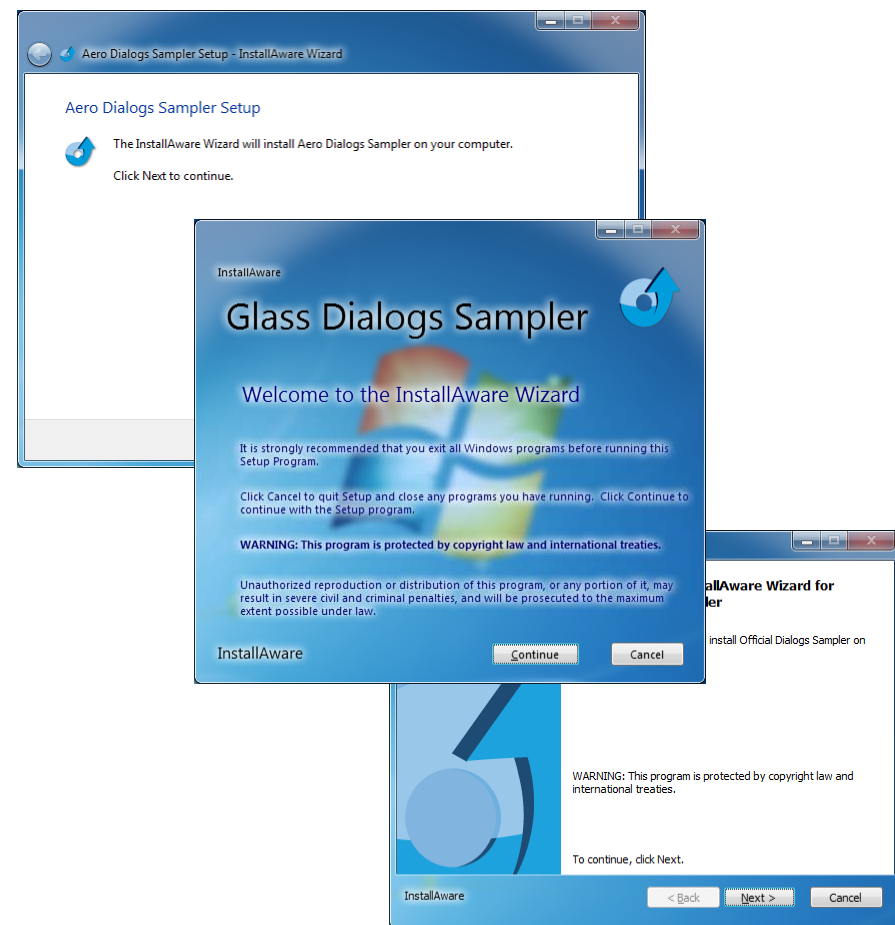 Aero Dialogs Sampler Setup - InstallAware Wizard
Aero Dialogs Sampler Setup
The InstallAware Wizard will install Aero Dialogs Sampler on your computer.
Click Next to continue.
InstallAware
Glass Dialogs Sampler
Welcome to the InstallAware Wizard
It is strongly recommended that you exit all Windows programs before running this
Setup Program.
Click Cancel to quit Setup and close any programs you have running.  Click Continue to
continue with the Setup program.
WARNING: This program is protected by copyright law and international treaties.
Unauthorized reproduction or distribution of this program, or any portion of it, may
result in severe civil and criminal penalties, and will be prosecuted to the maximum
extent possible under law.
InstallAware
Continue
Cancel
allAware Wizard for
ler
install Official Dialogs Sampler on
WARNING: This program is protected by copyright law and
international treaties.
To continue, click Next.
InstallAware
< Back
Next >
Cancel